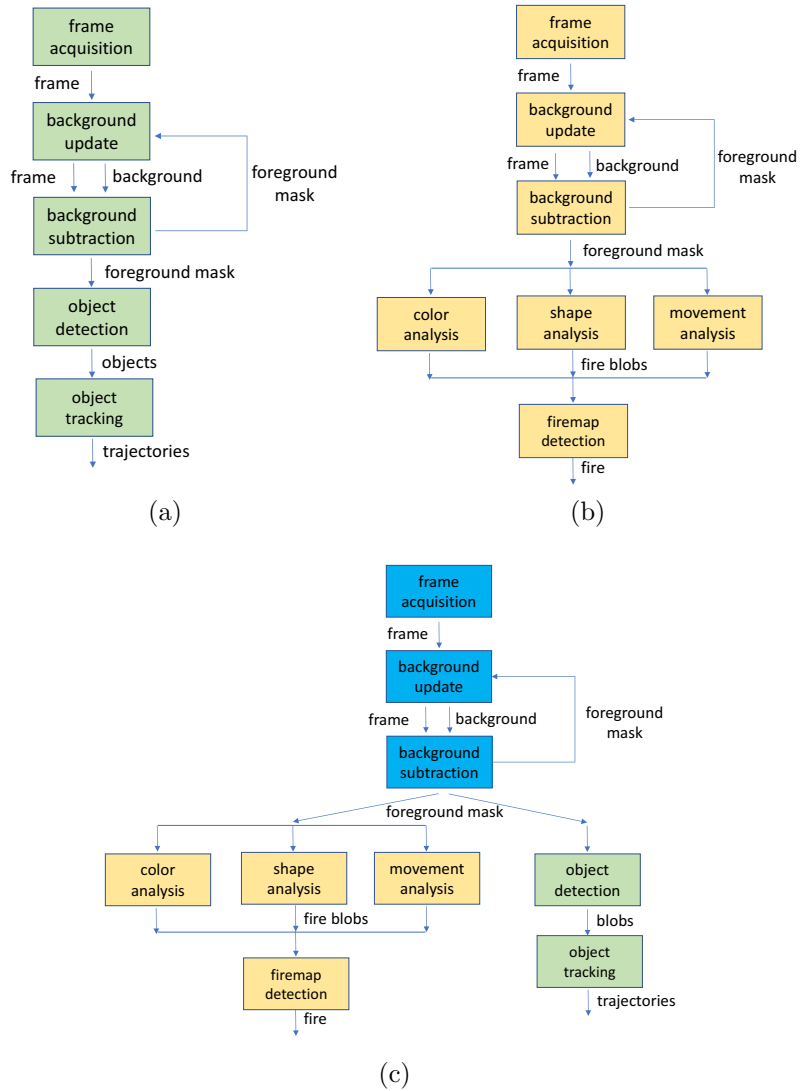 frame
acquisition
frame
background
update
frame
background
foreground
mask
background
subtraction
foreground mask
object
detection
objects
object
tracking
trajectories
(a)
frame
acquisition
frame
background
update
frame
background
foreground
mask
background
subtraction
foreground mask
color
analysis
shape
analysis
movement
analysis
fire blobs
firemap
detection
fire
(b)
frame
acquisition
frame
background
update
frame
background
foreground
mask
background
subtraction
foreground mask
color
analysis
shape
analysis
movement
analysis
fire blobs
firemap
detection
fire
object
detection
blobs
object
tracking
trajectories
(c)